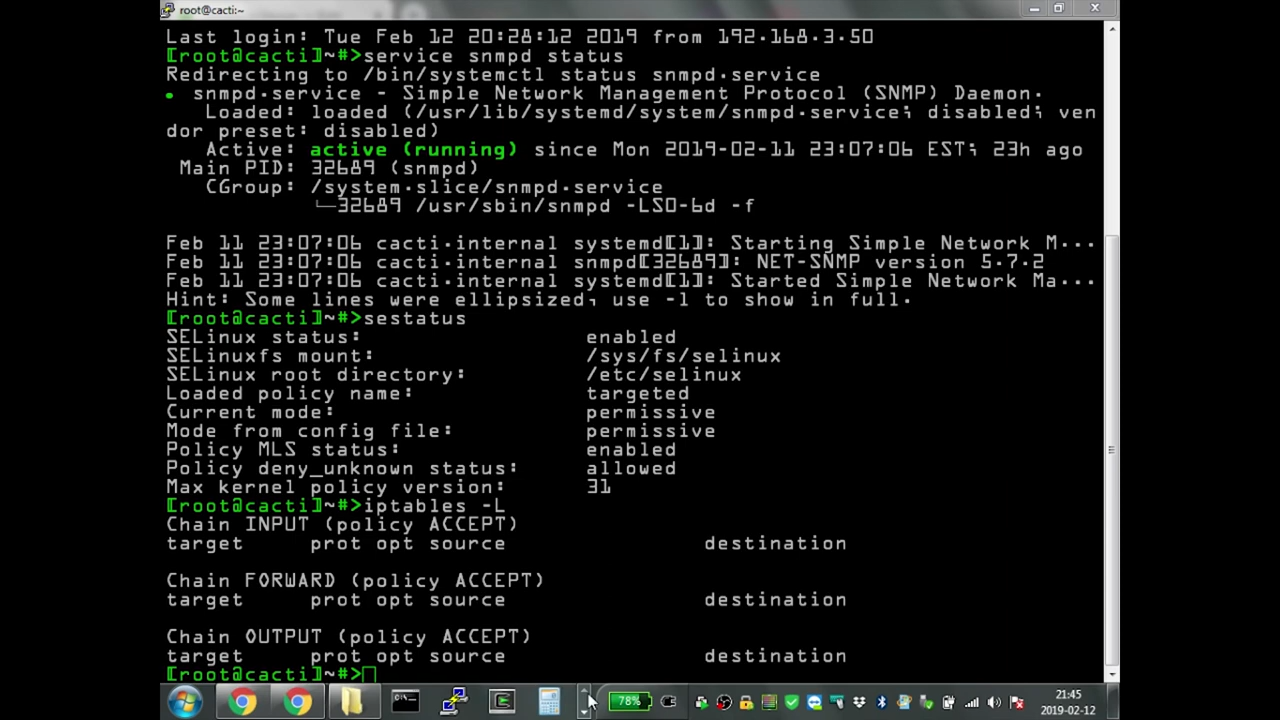 root@cacti:~
Last login: Tue Feb 12 20:28:12 2019 from 192.168.3.50
[root@cacti]~#>service snmpd status
Redirecting to /bin/systemctl status snmpd.service
● snmpd.service - Simple Network Management Protocol (SNMP) Daemon.
Loaded: loaded (/usr/lib/systemd/system/snmpd.service; disabled; ven
dor preset: disabled)
Active: active (running) since Mon 2019-02-11 23:07:06 EST; 23h ago
Main PID: 32689 (snmpd)
CGroup: /system.slice/snmpd.service
└─32689 /usr/sbin/snmpd -LS0-6d -f
Feb 11 23:07:06 cacti.internal systemd[1]: Starting Simple Network M...
Feb 11 23:07:06 cacti.internal snmpd[32689]: NET-SNMP version 5.7.2
Feb 11 23:07:06 cacti.internal systemd[1]: Started Simple Network Ma...
Hint: Some lines were ellipsized, use -l to show in full.
[root@cacti]~#>sestatus
SELinux status: enabled
SELinuxfs mount: /sys/fs/selinux
SELinux root directory: /etc/selinux
Loaded policy name: targeted
Current mode: permissive
Mode from config file: permissive
Policy MLS status: enabled
Policy deny_unknown status: allowed
Max kernel policy version: 31
[root@cacti]~#>iptables -L
Chain INPUT (policy ACCEPT)
target prot opt source destination
Chain FORWARD (policy ACCEPT)
target prot opt source destination
Chain OUTPUT (policy ACCEPT)
target prot opt source destination
[root@cacti]~#>
78%
21:45
2019-02-12